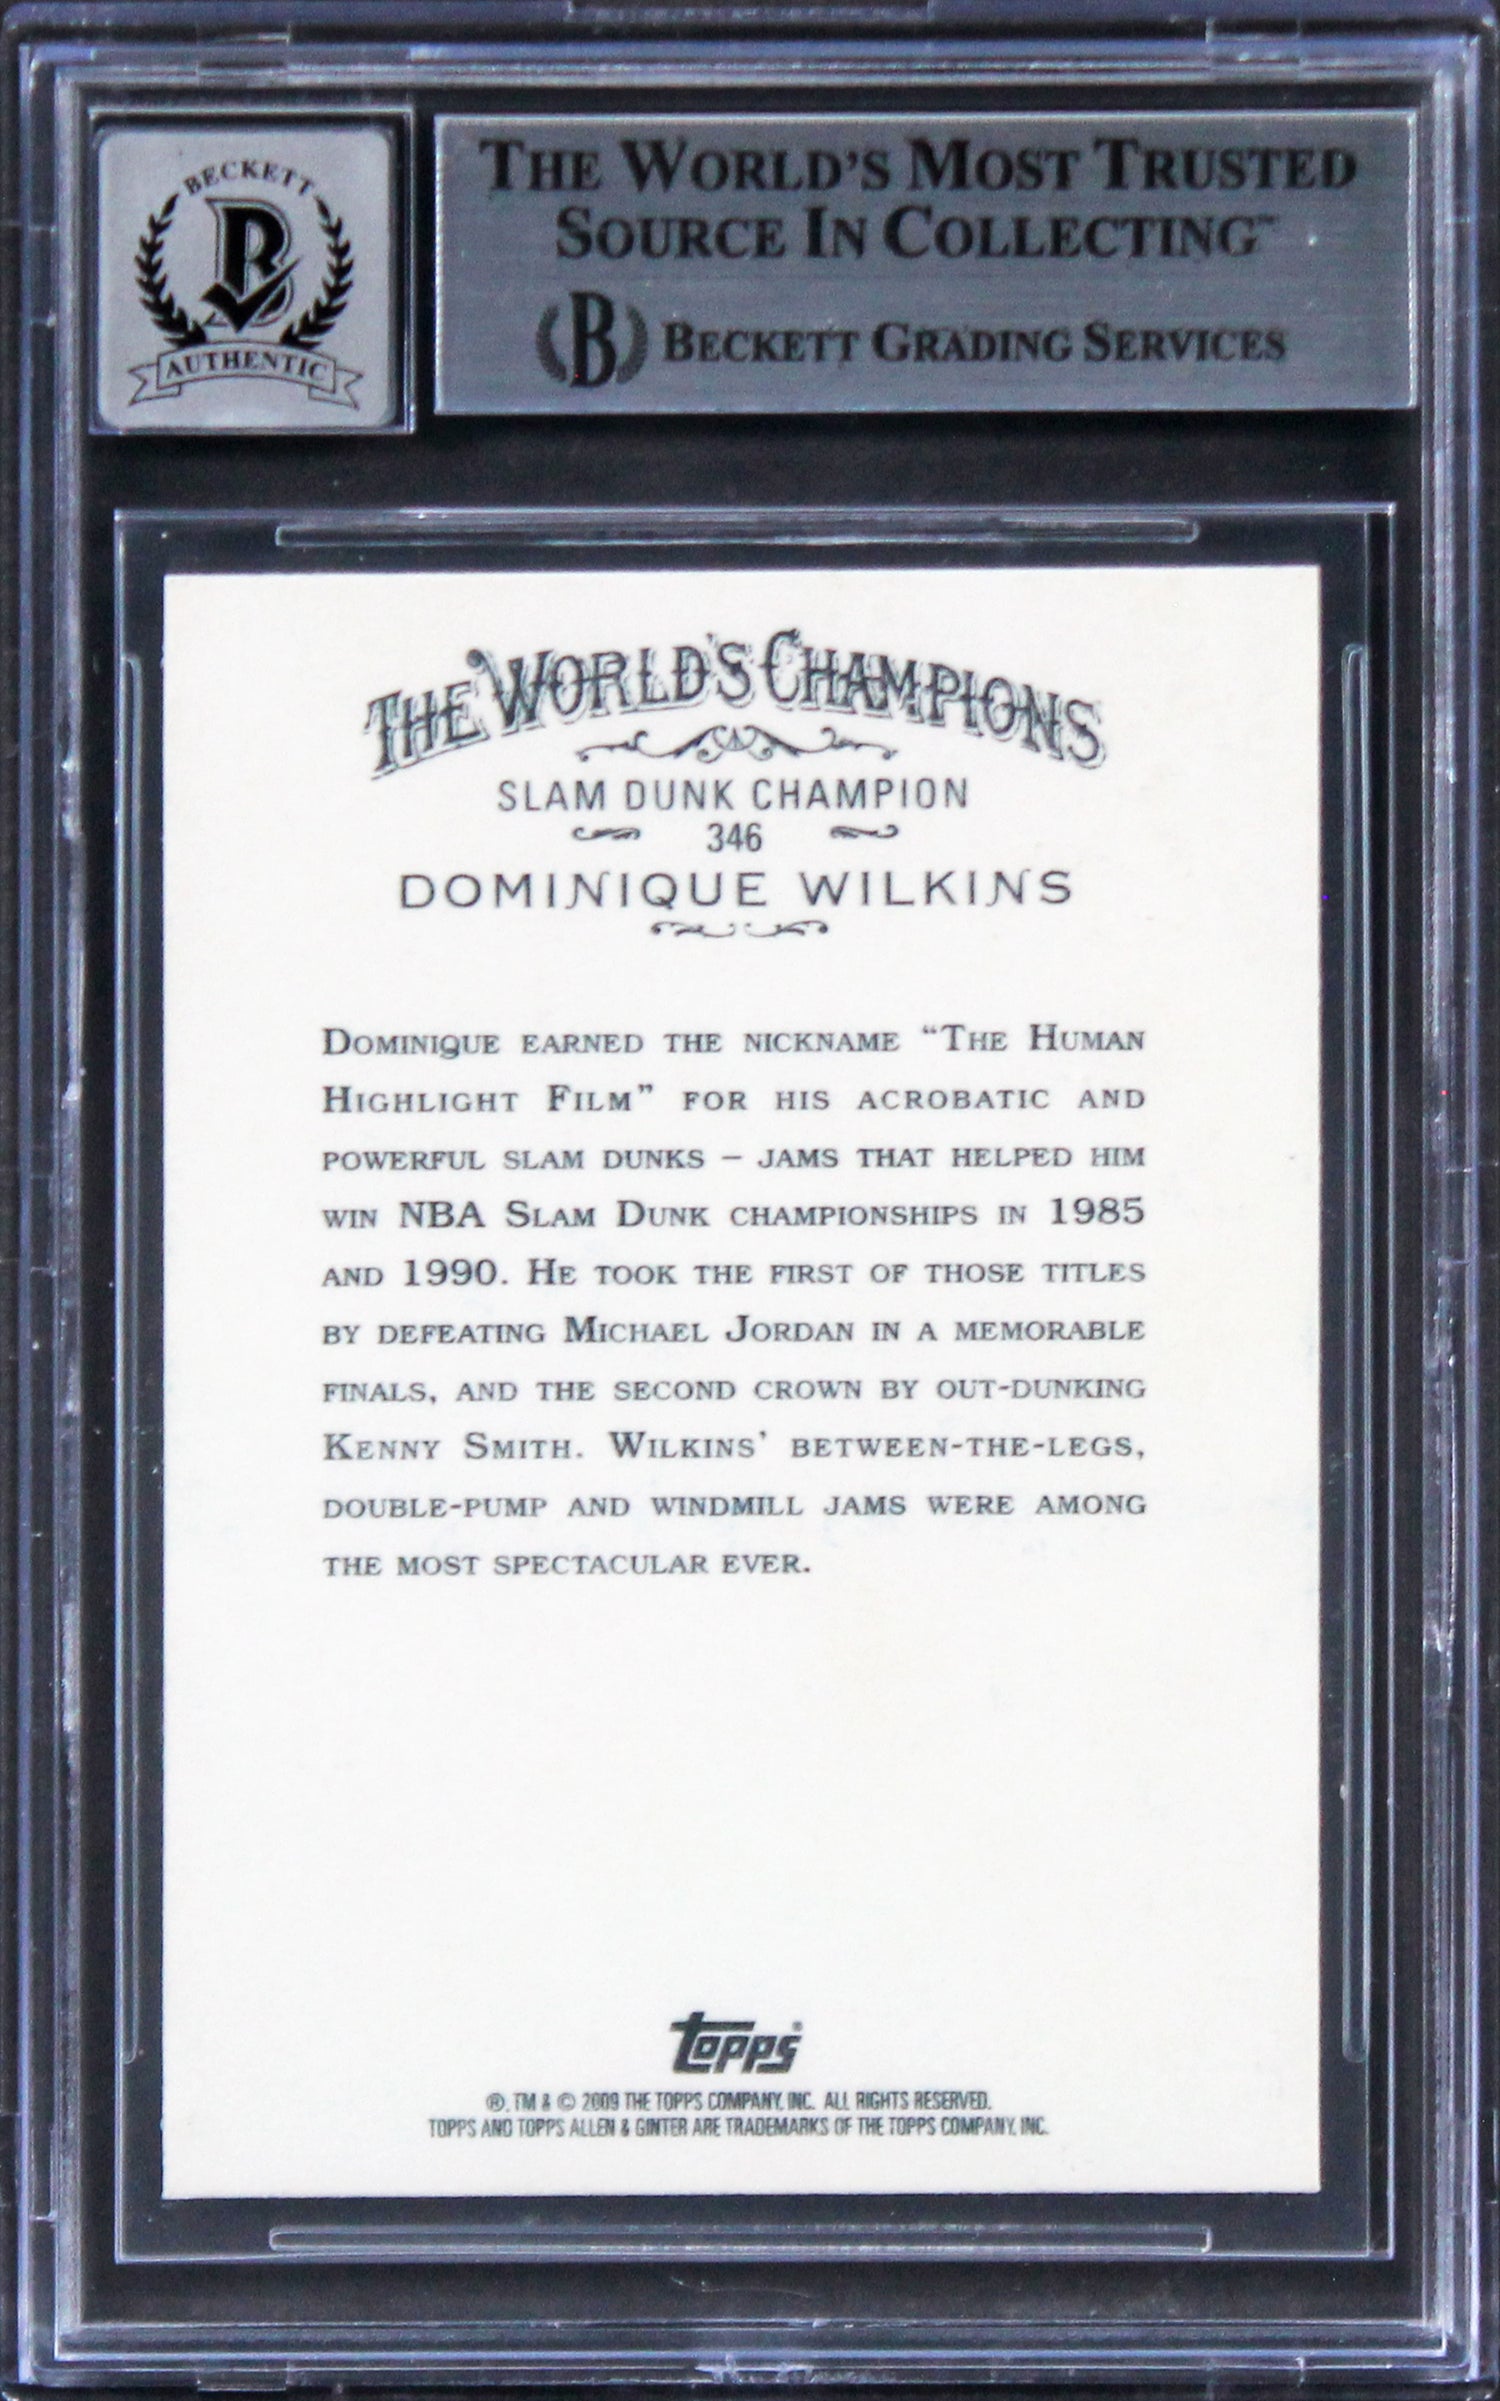 BECKETT
B
AUTHENTIC
THE WORLD'S MOST TRUSTED
SOURCE IN COLLECTING™
B BECKETT GRADING SERVICES
THE WORLD'S CHAMPIONS
SLAM DUNK CHAMPION
346
DOMINIQUE WILKINS
DOMINIQUE EARNED THE NICKNAME “THE HUMAN
HIGHLIGHT FILM” FOR HIS ACROBATIC AND
POWERFUL SLAM DUNKS – JAMS THAT HELPED HIM
WIN NBA SLAM DUNK CHAMPIONSHIPS IN 1985
AND 1990. HE TOOK THE FIRST OF THOSE TITLES
BY DEFEATING MICHAEL JORDAN IN A MEMORABLE
FINALS, AND THE SECOND CROWN BY OUT-DUNKING
KENNY SMITH. WILKINS’ BETWEEN-THE-LEGS,
DOUBLE-PUMP AND WINDMILL JAMS WERE AMONG
THE MOST SPECTACULAR EVER.
topps®
®, TM & © 2009 THE TOPPS COMPANY, INC. ALL RIGHTS RESERVED.
TOPPS AND TOPPS ALLEN & GINTER ARE TRADEMARKS OF THE TOPPS COMPANY, INC.